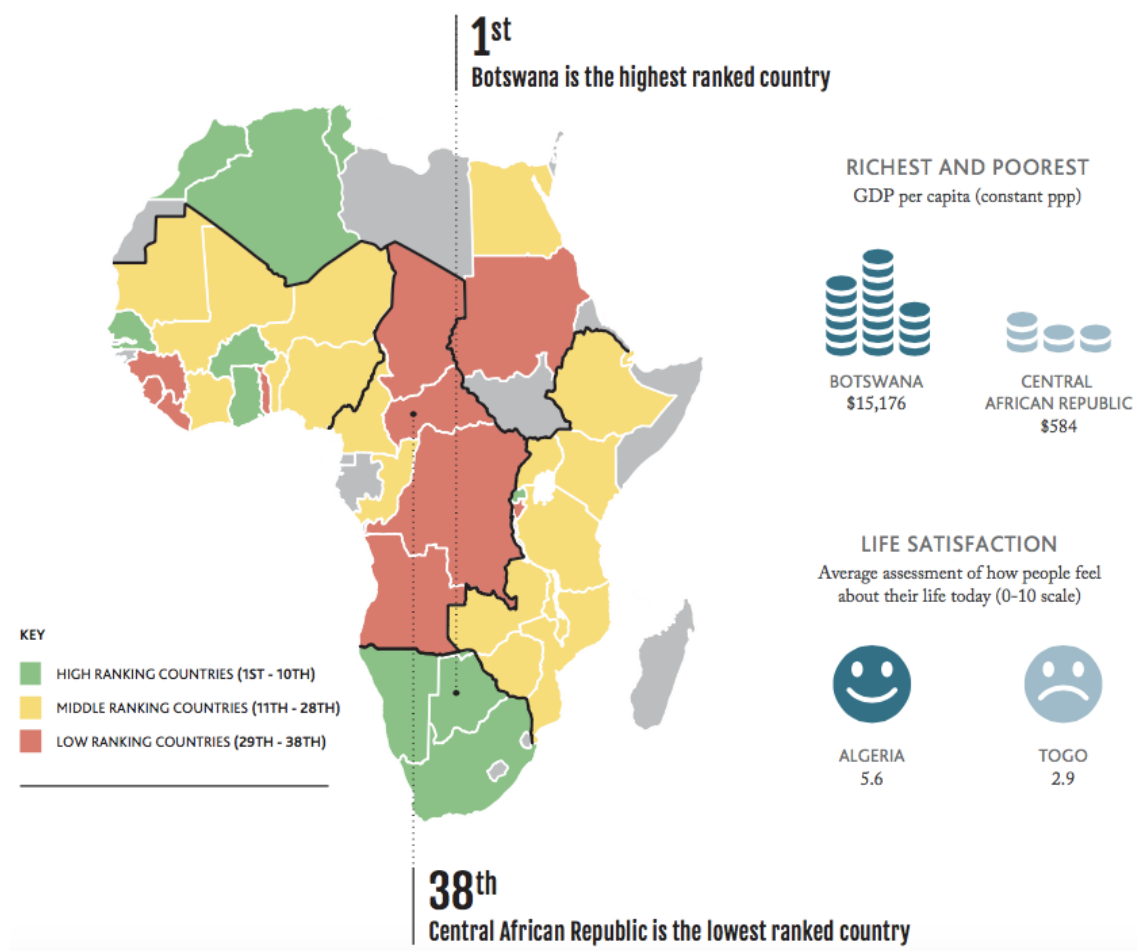 1st
Botswana is the highest ranked country
RICHEST AND POOREST
GDP per capita (constant ppp)
BOTSWANA
$15,176
CENTRAL
AFRICAN REPUBLIC
$584
LIFE SATISFACTION
Average assessment of how people feel
about their life today (0-10 scale)
ALGERIA
5.6
TOGO
2.9
KEY
HIGH RANKING COUNTRIES (1ST - 10TH)
MIDDLE RANKING COUNTRIES (11TH - 28TH)
LOW RANKING COUNTRIES (29TH - 38TH)
38th
Central African Republic is the lowest ranked country